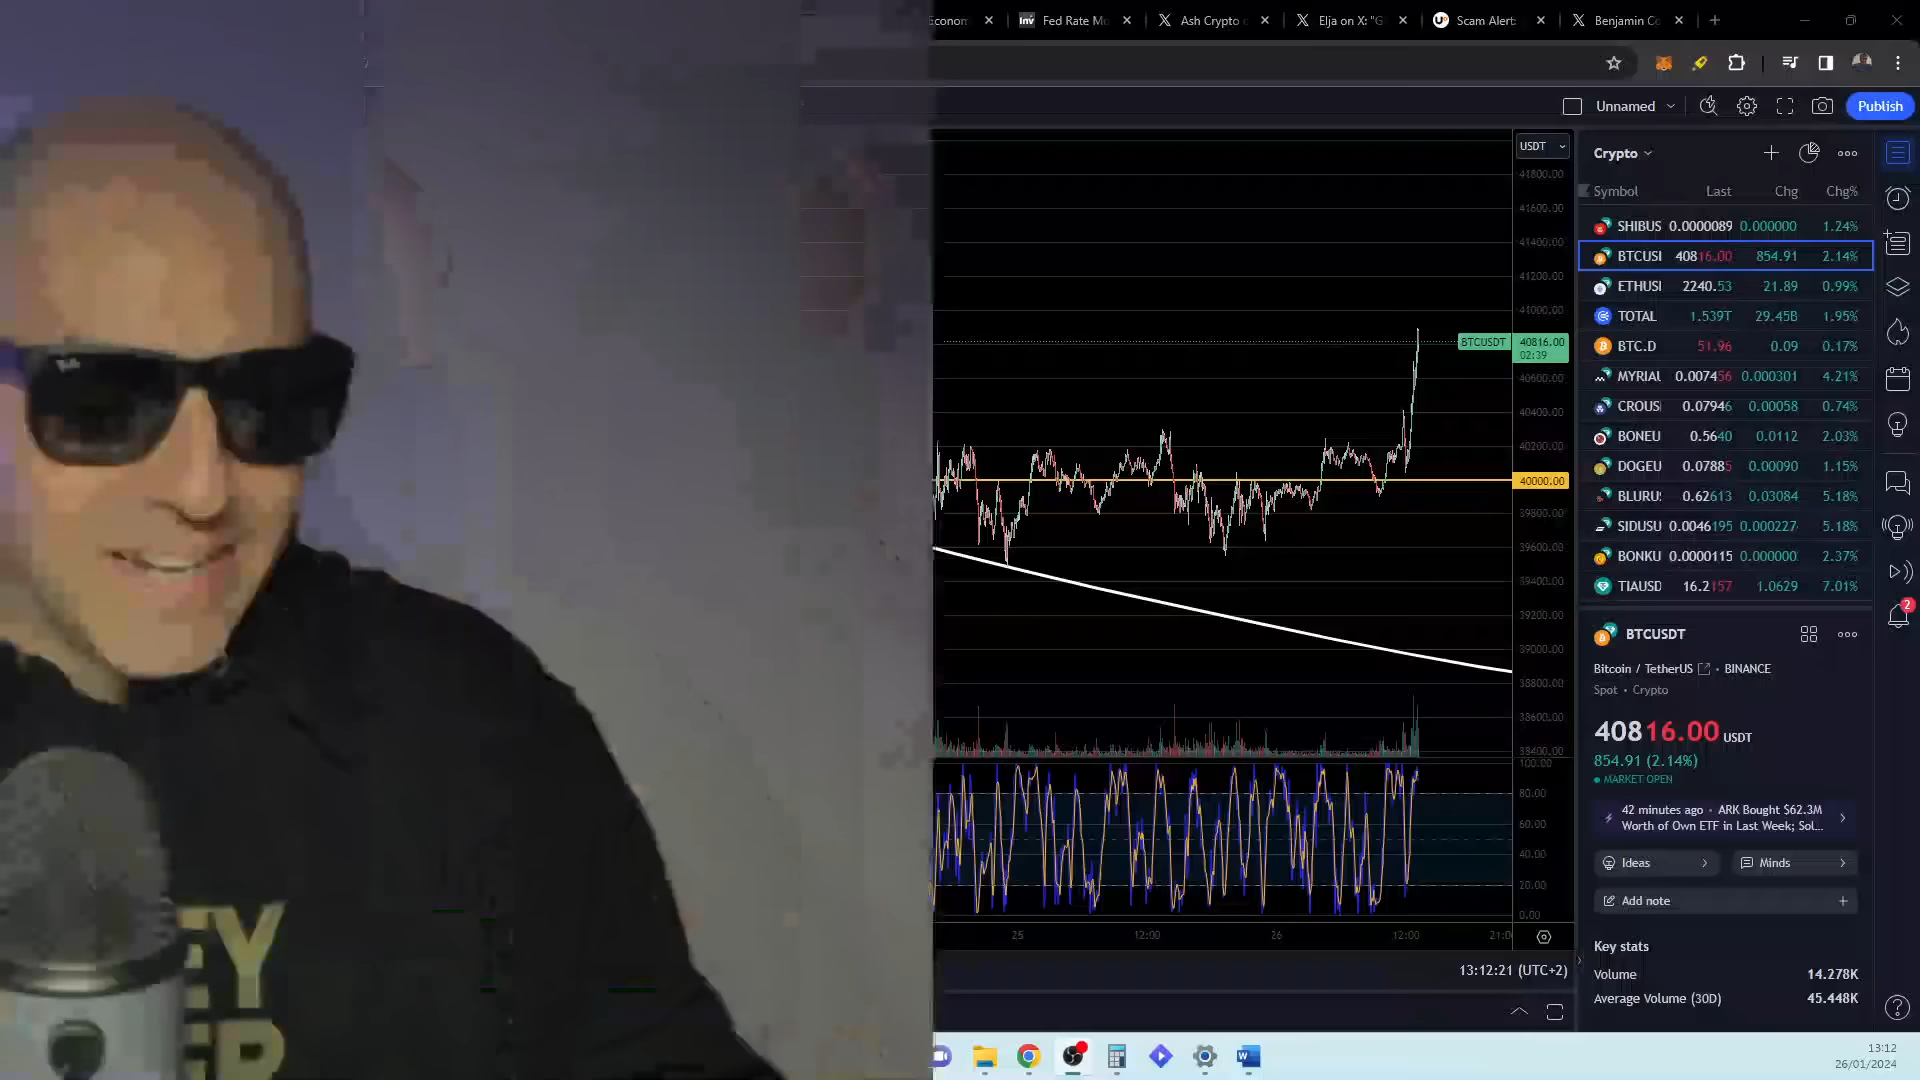 Econom
Fed Rate Mo
Ash Crypto
Elja on X: "G
Scam Alert:
Benjamin Co
Unnamed
Publish
USDT
41800.00
41600.00
41400.00
41200.00
41000.00
BTCUSDT
40816.00
02:39
40600.00
40400.00
40200.00
40000.00
39800.00
39600.00
39400.00
39200.00
39000.00
38800.00
38600.00
38400.00
100.00
80.00
60.00
40.00
20.00
0.00
25
12:00
26
12:00
21:0
13:12:21 (UTC+2)
Crypto
Symbol Last Chg Chg%
SHIBUS 0.0000089 0.000000 1.24%
BTCUSI 40816.00 854.91 2.14%
ETHUSI 2240.53 21.89 0.99%
TOTAL 1.539T 29.45B 1.95%
BTC.D 51.96 0.09 0.17%
MYRIAL 0.007456 0.000301 4.21%
CROUS 0.07946 0.00058 0.74%
BONEU 0.5640 0.0112 2.03%
DOGEU 0.07885 0.00090 1.15%
BLURU 0.62613 0.03084 5.18%
SIDUSU 0.0046195 0.000227 5.18%
BONKU 0.0000115 0.000000 2.37%
TIAUSD 16.2157 1.0629 7.01%
2
BTCUSDT
Bitcoin / TetherUS • BINANCE
Spot • Crypto
40816.00 USDT
854.91 (2.14%)
MARKET OPEN
42 minutes ago • ARK Bought $62.3M
Worth of Own ETF in Last Week; Sol...
Ideas
Minds
Add note
Key stats
Volume 14.278K
Average Volume (30D) 45.448K
13:12
26/01/2024